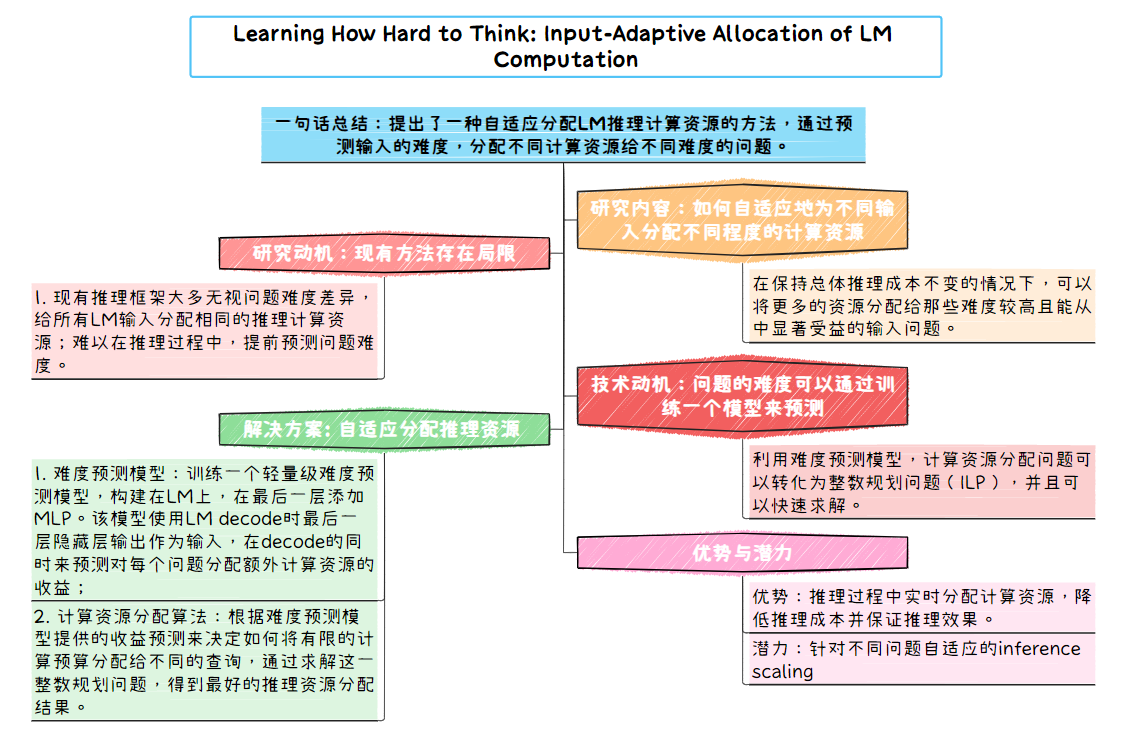 Learning How Hard to Think: Input-Adaptive Allocation of LM
Computation
一句话总结：提出了一种自适应分配LM推理计算资源的方法，通过预
测输入的难度，分配不同计算资源给不同难度的问题。
研究动机：现有方法存在局限
1. 现有推理框架大多无视问题难度差异，
给所有LM输入分配相同的推理计算资
源；难以在推理过程中，提前预测问题难
度。
解决方案: 自适应分配推理资源
1. 难度预测模型：训练一个轻量级难度预
测模型，构建在LM上，在最后一层添加
MLP。该模型使用LM decode时最后一
层隐藏层输出作为输入，在decode的同
时来预测对每个问题分配额外计算资源的
收益；
2. 计算资源分配算法：根据难度预测模
型提供的收益预测来决定如何将有限的计
算预算分配给不同的查询，通过求解这一
整数规划问题，得到最好的推理资源分配
结果。
研究内容：如何自适应地为不同输
入分配不同程度的计算资源
在保持总体推理成本不变的情况下，可以
将更多的资源分配给那些难度较高且能从
中显著受益的输入问题。
技术动机：问题的难度可以通过训
练一个模型来预测
利用难度预测模型，计算资源分配问题可
以转化为整数规划问题（ILP），并且可
以快速求解。
优势与潜力
优势：推理过程中实时分配计算资源，降
低推理成本并保证推理效果。
潜力：针对不同问题自适应的inference
scaling